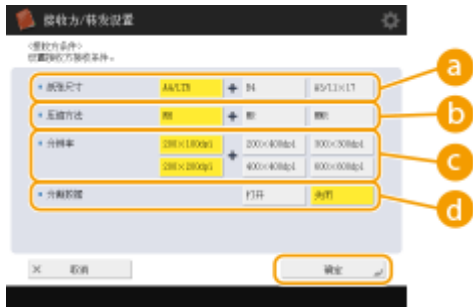 接收方/转发设置
<接收方条件>
设置接收方接收条件。
纸张尺寸 A4/LTR + B4 A3/11×17 a
压缩方法 MH + MR MMR b
分辨率 200×100dpi + 200×400dpi 300×300dpi c
200×200dpi 400×400dpi 600×600dpi
分割数据 打开 关闭 d
× 取消 确定